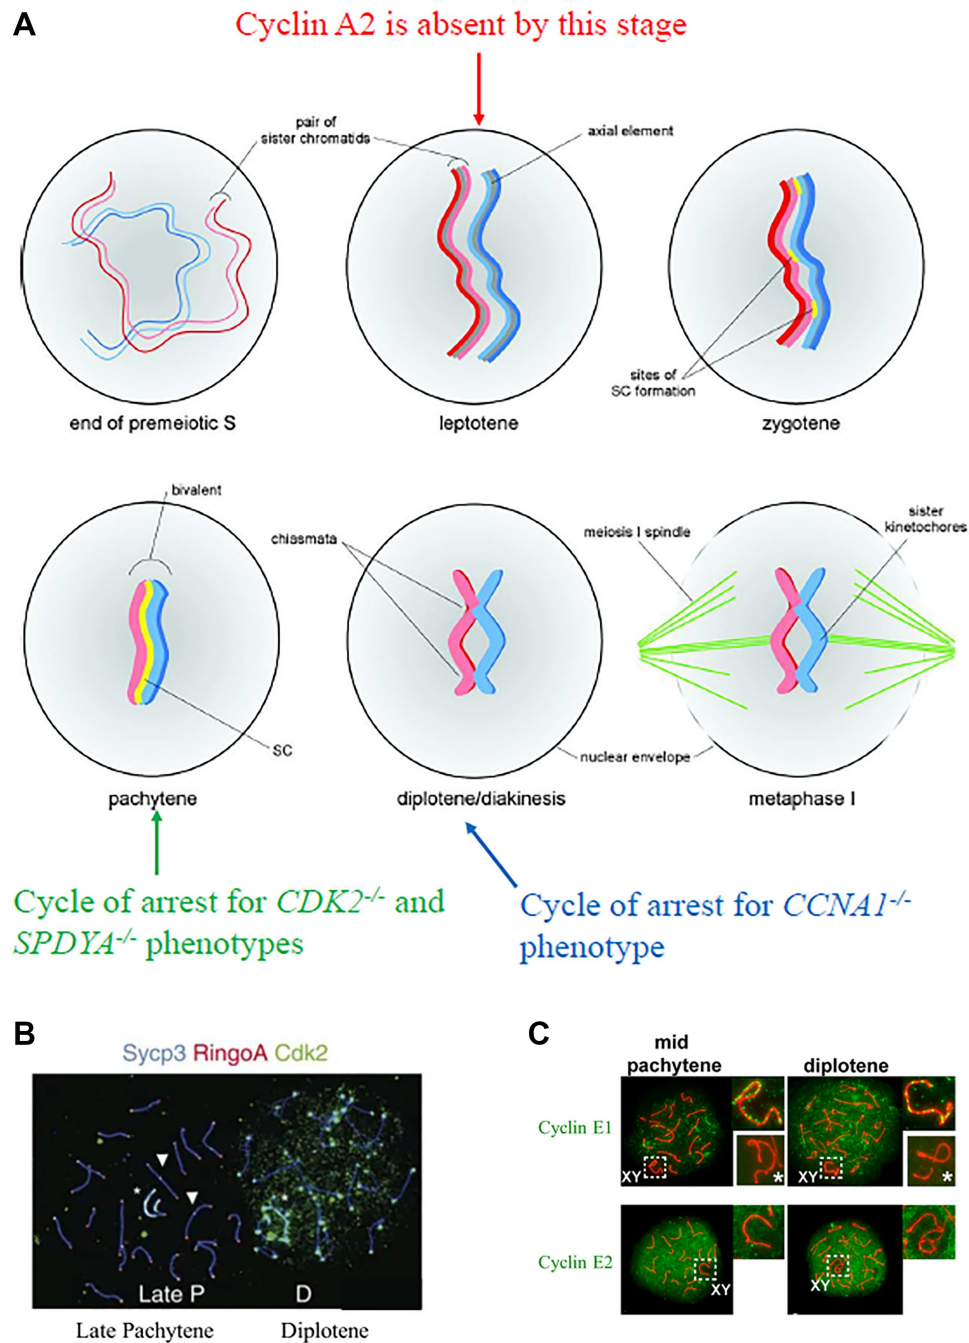 A
Cyclin A2 is absent by this stage
pair of
sister chromatids
axial element
sites of
SC formation
end of premeiotic S
leptotene
zygotene
bivalent
chiasmata
meiosis I spindle
sister
kinetochores
SC
nuclear envelope
pachytene
diplotene/diakinesis
metaphase I
Cycle of arrest for CDK2-/- and
SPDYA-/- phenotypes
Cycle of arrest for CCNA1-/-
phenotype
B
Sycp3 RingoA Cdk2
*
*
Late P
D
Late Pachytene
Diplotene
C
mid
pachytene
diplotene
Cyclin E1
XY
*
XY
*
Cyclin E2
XY
XY